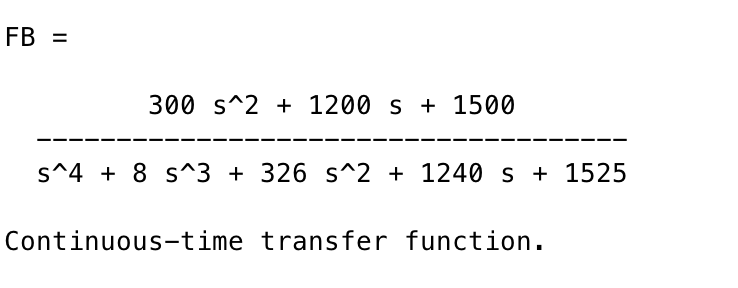 FB =
300 s^2 + 1200 s + 1500
-------------------------------------
s^4 + 8 s^3 + 326 s^2 + 1240 s + 1525
Continuous-time transfer function.